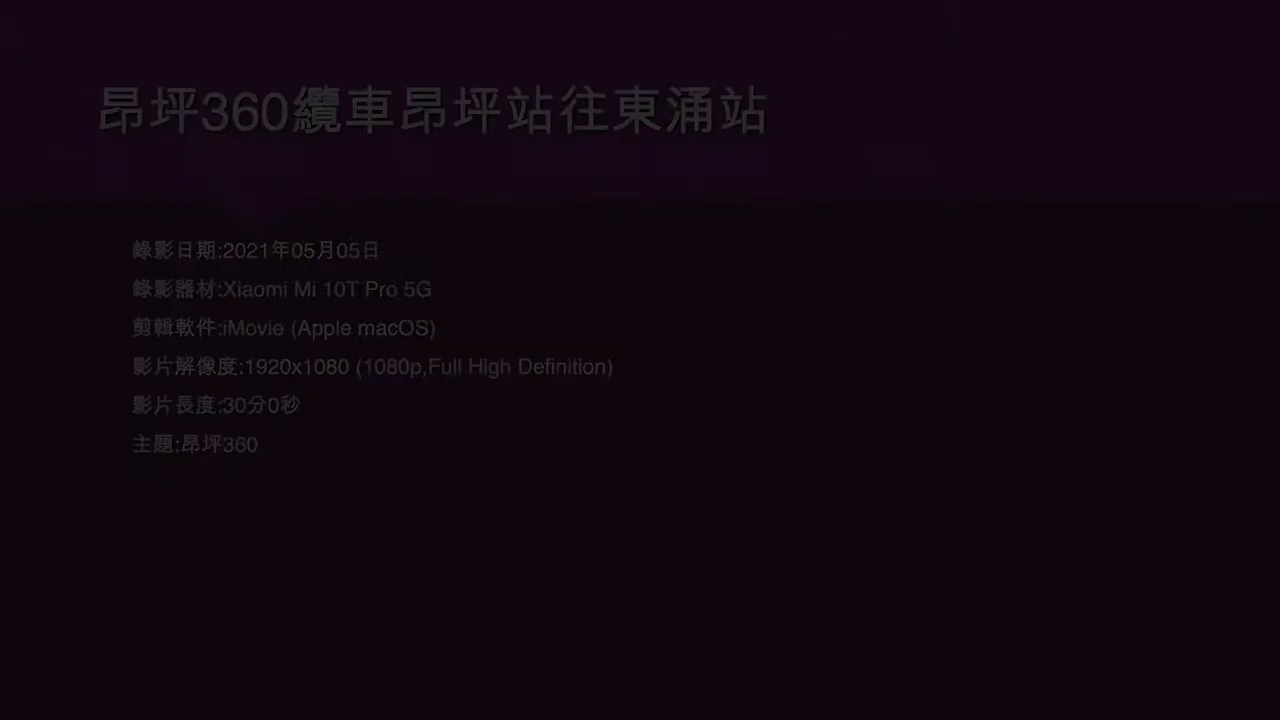 昂坪360纜車昂坪站往東涌站
錄影日期:2021年05月05日
錄影器材:Xiaomi Mi 10T Pro 5G
剪輯軟件:iMovie (Apple macOS)
影片解像度:1920x1080 (1080p,Full High Definition)
影片長度:30分0秒
主題:昂坪360